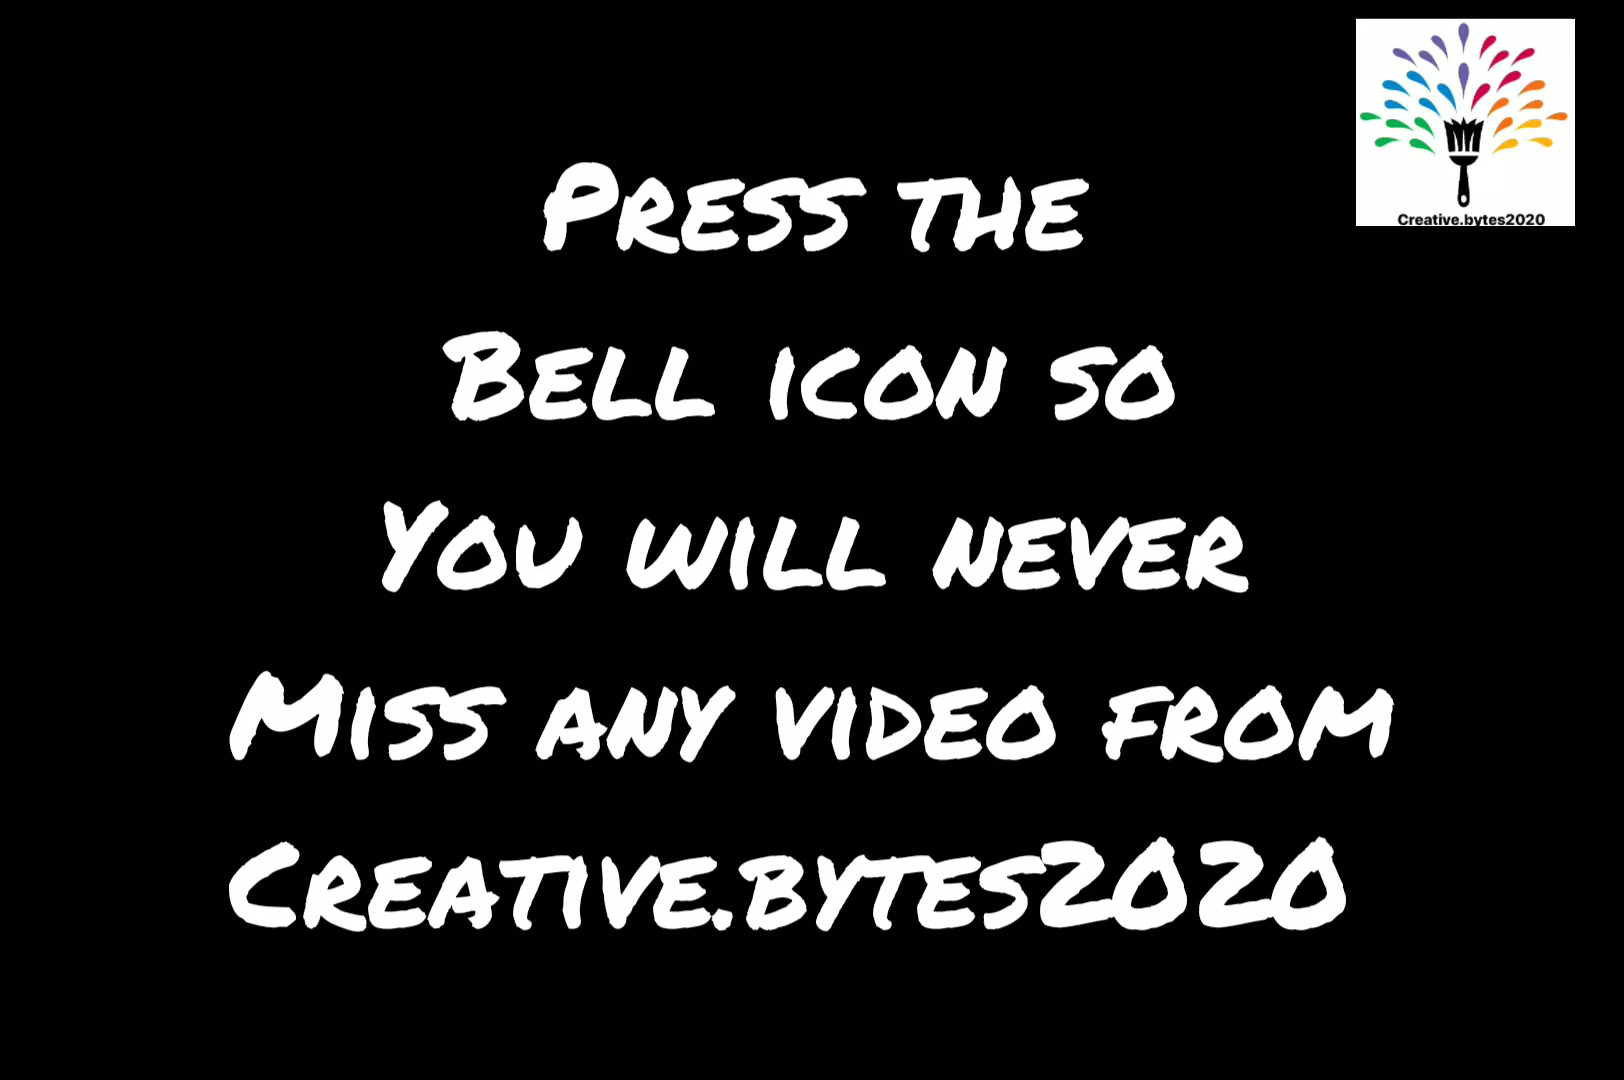 Creative.bytes2020
Press the
Bell icon so
You will never
Miss any video from
Creative.bytes2020